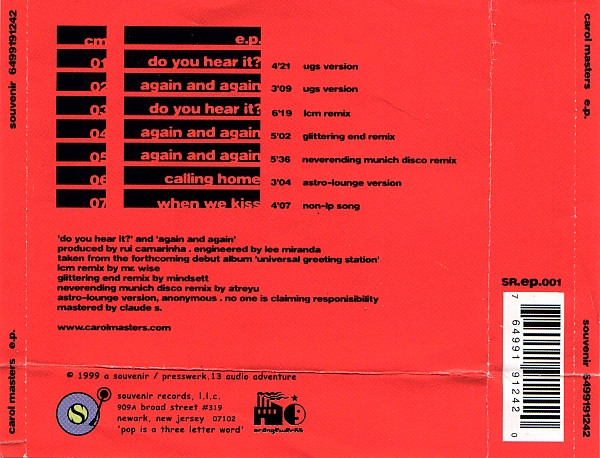 souvenir 6499191242
carol masters e.p.
cm e.p.
01 do you hear it? 4'21 ugs version
02 again and again 3'09 ugs version
03 do you hear it? 6'19 lcm remix
04 again and again 5'02 glittering end remix
05 again and again 5'36 neverending munich disco remix
06 calling home 3'04 astro-lounge version
07 when we kiss 4'07 non-lp song
'do you hear it?' and 'again and again'
produced by rui camarinha . engineered by lee miranda
taken from the forthcoming debut album 'universal greeting station'
lcm remix by mr. wise
glittering end remix by mindsett
neverending munich disco remix by atreyu
astro-lounge version, anonymous . no one is claiming responisibility
mastered by claude s.
www.carolmasters.com
© 1999 a souvenir / presswerk.13 audio adventure
S
souvenir records, l.l.c.
909A broad street #319
newark, new jersey 07102
'pop is a three letter word'
SR.ep.001
7 64991 91242 0
carol masters e.p.
souvenir 6499191242